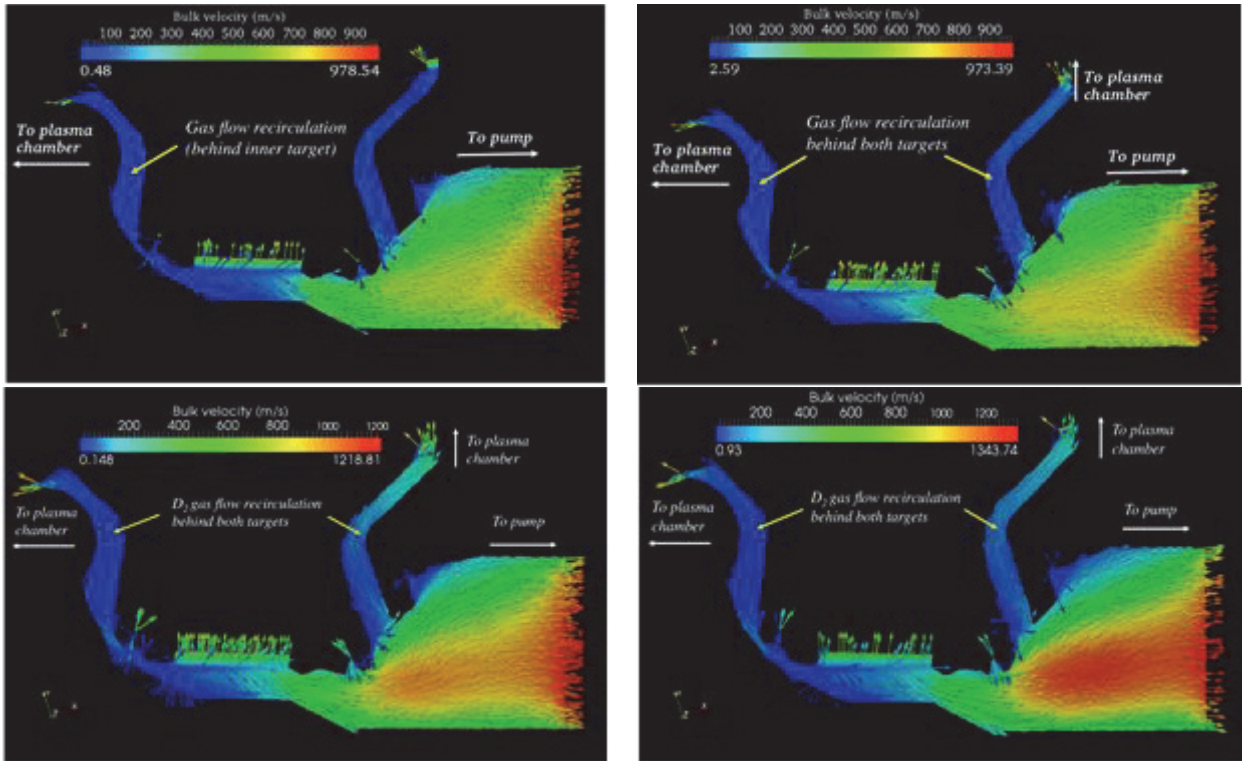 Bulk velocity (m/s)
100 200 300 400 500 600 700 800 900
0.48 978.54
To plasma
chamber
Gas flow recirculation
(behind inner target)
To pump
Bulk velocity (m/s)
100 200 300 400 500 600 700 800 900
2.59 973.39
To plasma
chamber
Gas flow recirculation
behind both targets
To plasma
chamber
To pump
Bulk velocity (m/s)
200 400 600 800 1000 1200
0.148 1218.81
To plasma
chamber
D₂ gas flow recirculation
behind both targets
To plasma
chamber
To pump
Bulk velocity (m/s)
200 400 600 800 1000 1200
0.93 1343.74
To plasma
chamber
D₂ gas flow recirculation
behind both targets
To plasma
chamber
To pump